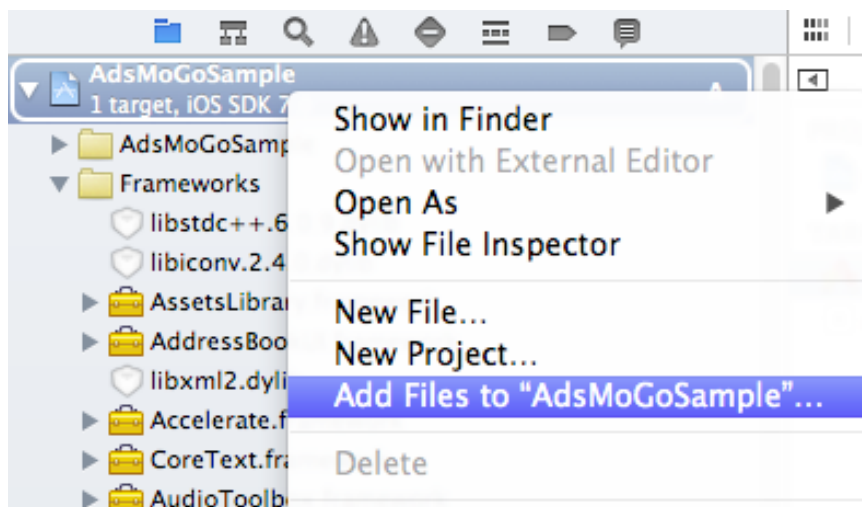 AdsMoGoSample
1 target, iOS SDK 7
AdsMoGoSamp
Frameworks
libstdc++.6
libiconv.2.4
AssetsLibrar
AddressBoo
libxml2.dyli
Accelerate.f
CoreText.fra
AudioToolb
Show in Finder
Open with External Editor
Open As
Show File Inspector
New File...
New Project...
Add Files to “AdsMoGoSample”...
Delete